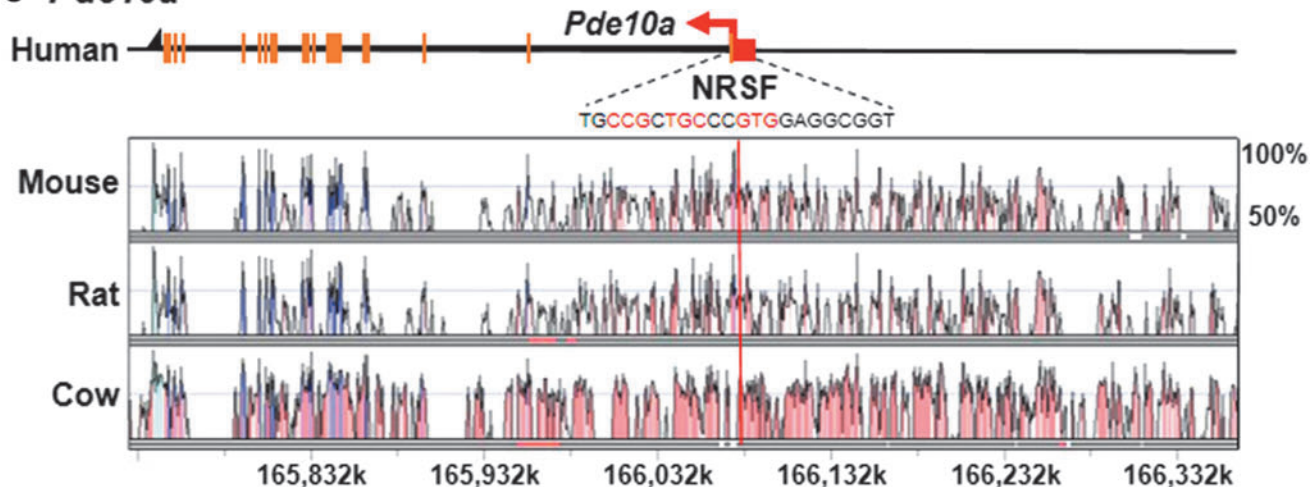 Pde10a
Human
NRSF
TGCCGCTGCCCGTGGAGGCGGT
Mouse
100%
50%
Rat
Cow
165,832k 165,932k 166,032k 166,132k 166,232k 166,332k